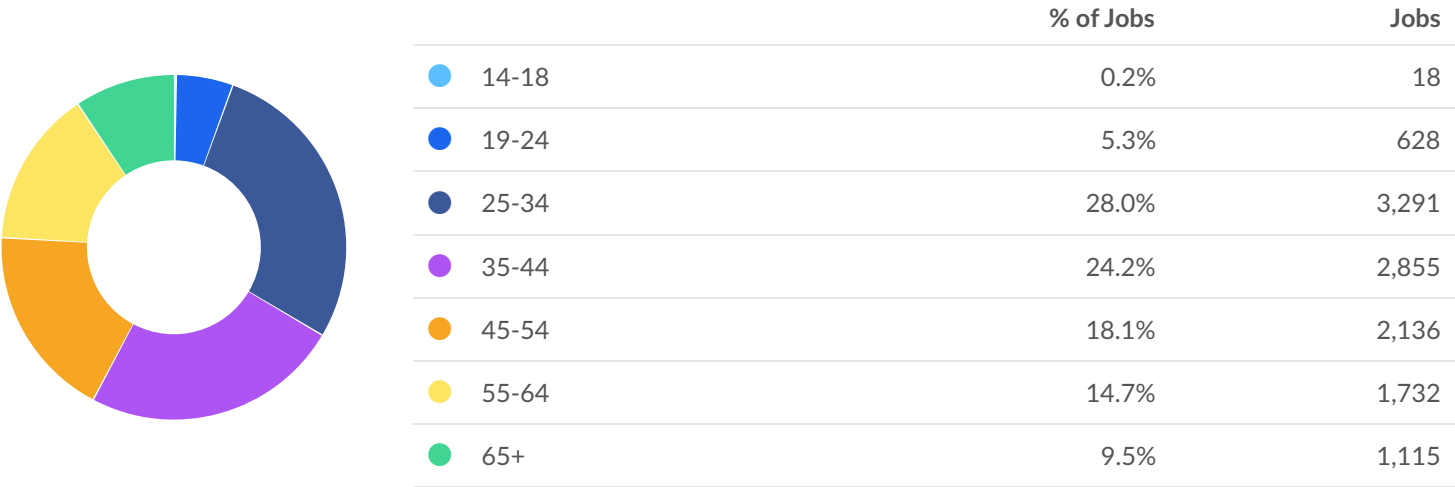 % of Jobs Jobs
14-18 0.2% 18
19-24 5.3% 628
25-34 28.0% 3,291
35-44 24.2% 2,855
45-54 18.1% 2,136
55-64 14.7% 1,732
65+ 9.5% 1,115